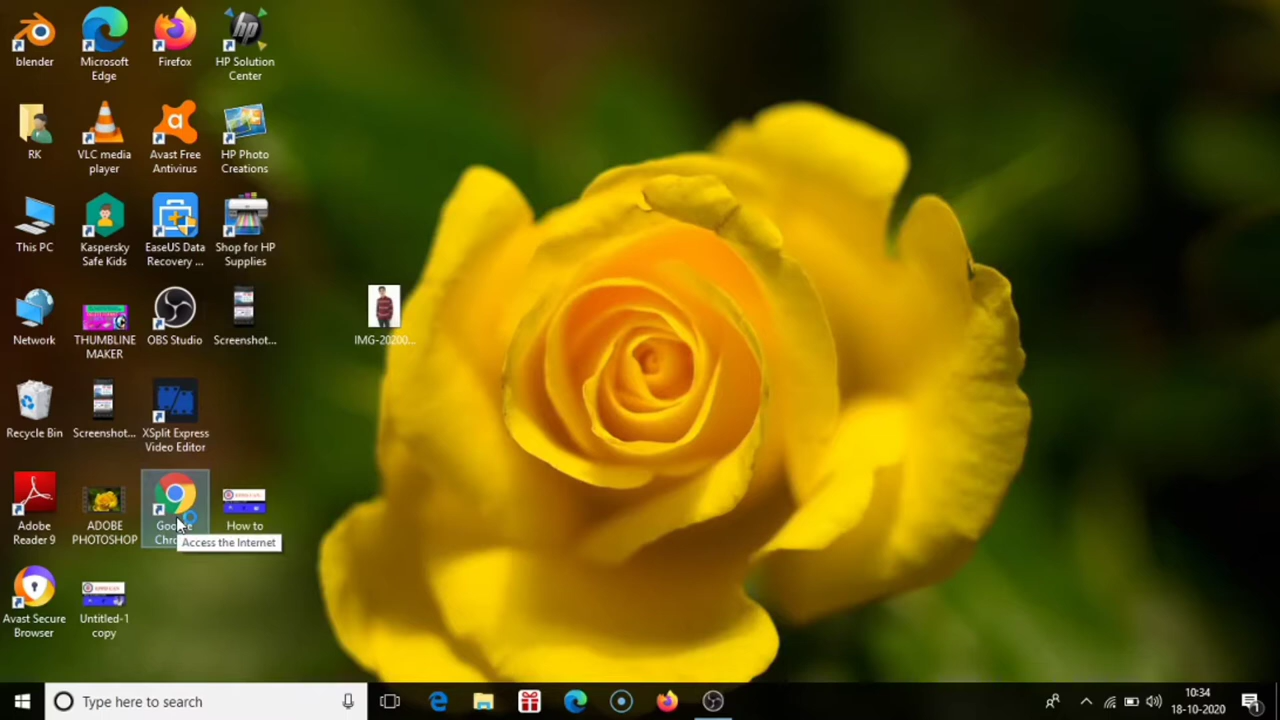 blender
Microsoft
Edge
Firefox
hp
HP Solution
Center
RK
VLC media
player
Avast Free
Antivirus
HP Photo
Creations
This PC
Kaspersky
Safe Kids
EaseUS Data
Recovery ...
Shop for HP
Supplies
Network
THUMBLINE
MAKER
OBS Studio
Screenshot...
IMG-20200...
Recycle Bin
Screenshot...
XSplit Express
Video Editor
Adobe
Reader 9
ADOBE
PHOTOSHOP
Access the Internet
How to
Avast Secure
Browser
Untitled-1
copy
Type here to search
10:34
18-10-2020
1